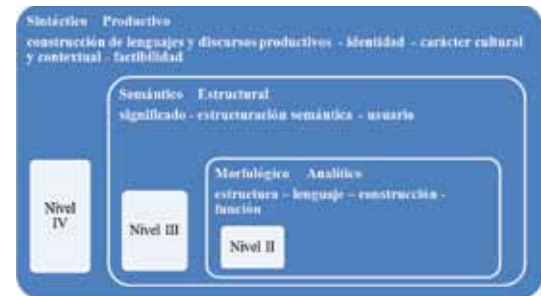 Sintáctico Productivo
construcción de lenguajes y discursos productivos - identidad - carácter cultural
y contextual - factibilidad
Semántico Estructural
significado - estructuración semántica - usuario
Morfológico Analítico
estructura – lenguaje – construcción -
función
Nivel
IV
Nivel III
Nivel II